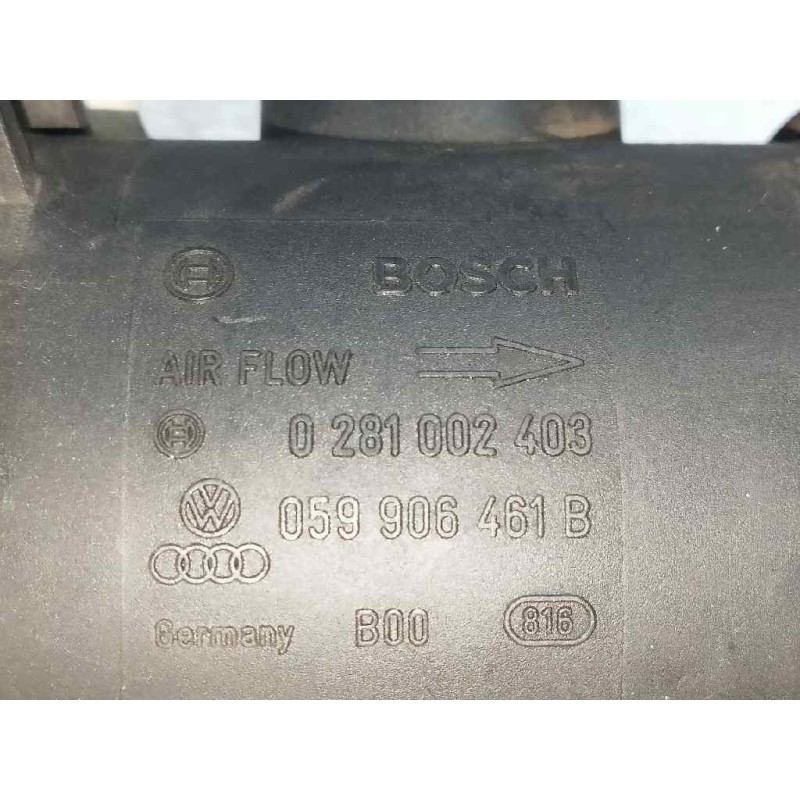 BOSCH
AIR FLOW
0 281 002 403
059 906 461 B
Germany B00 816